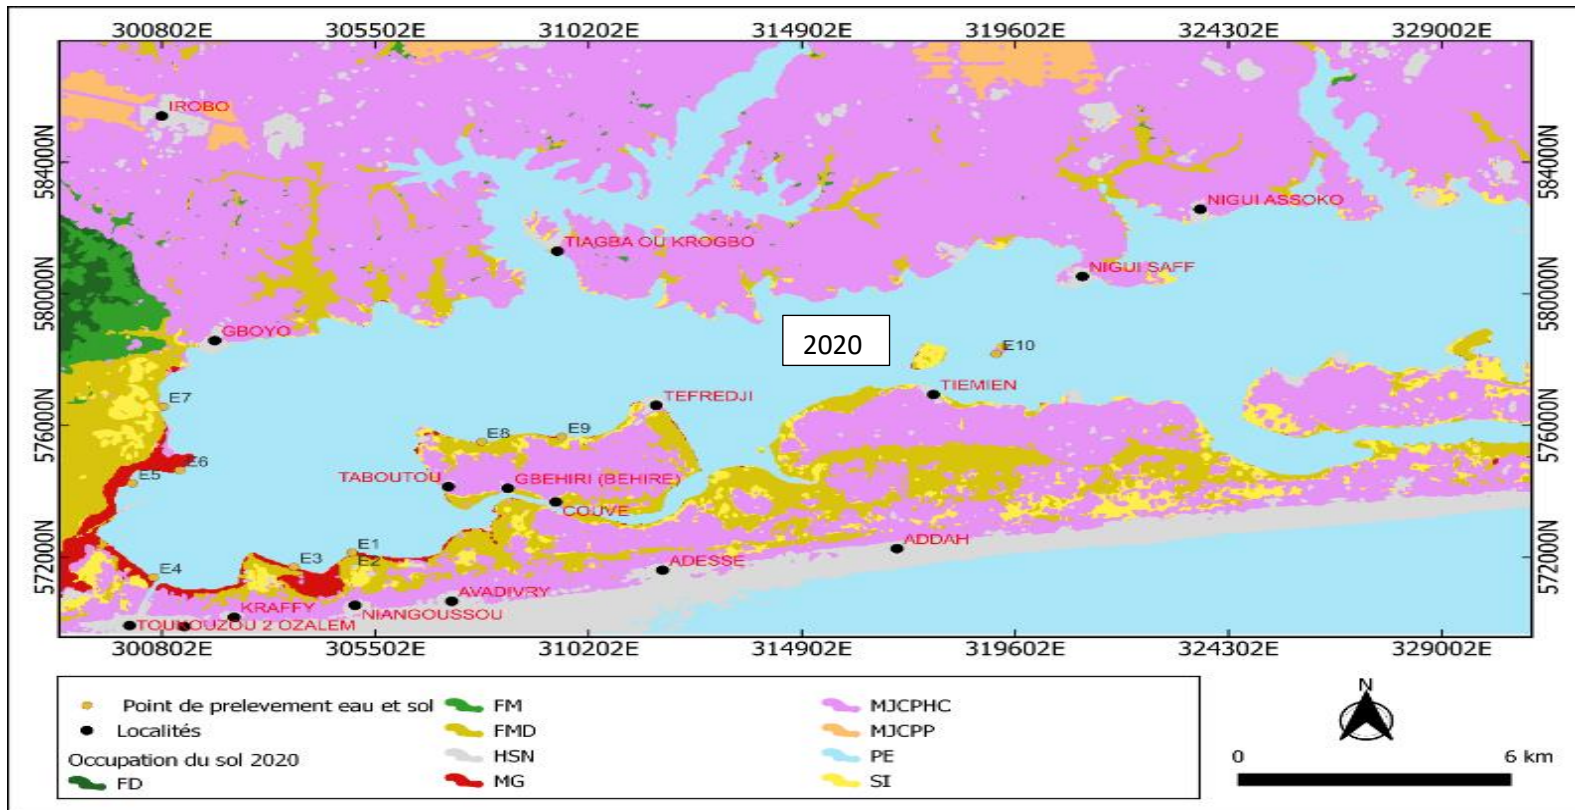 300802E 305502E 310202E 314902E 319602E 324302E 329002E
584000N
580000N
576000N
572000N
584000N
580000N
576000N
572000N
IROBO
NIGUI ASSOKO
TIAGBA OU KROGBO
NIGUI SAFF
GBOYO
2020
E10
TIEMIEN
E7
TEFREDJI
E8
E9
E6
E5
TABOUTOU
GBEHIRI (BEHIRE)
COUVE
E1
E2
E3
E4
ADDAH
ADESSE
AVADIVRY
KRAFFY
NIANGOUSSOU
2 OZALEM
300802E 305502E 310202E 314902E 319602E 324302E 329002E
Point de prelevement eau et sol
Localités
Occupation du sol 2020
FD
FM
FMD
HSN
MG
MJCPHC
MJCPP
PE
SI
N
0 6 km